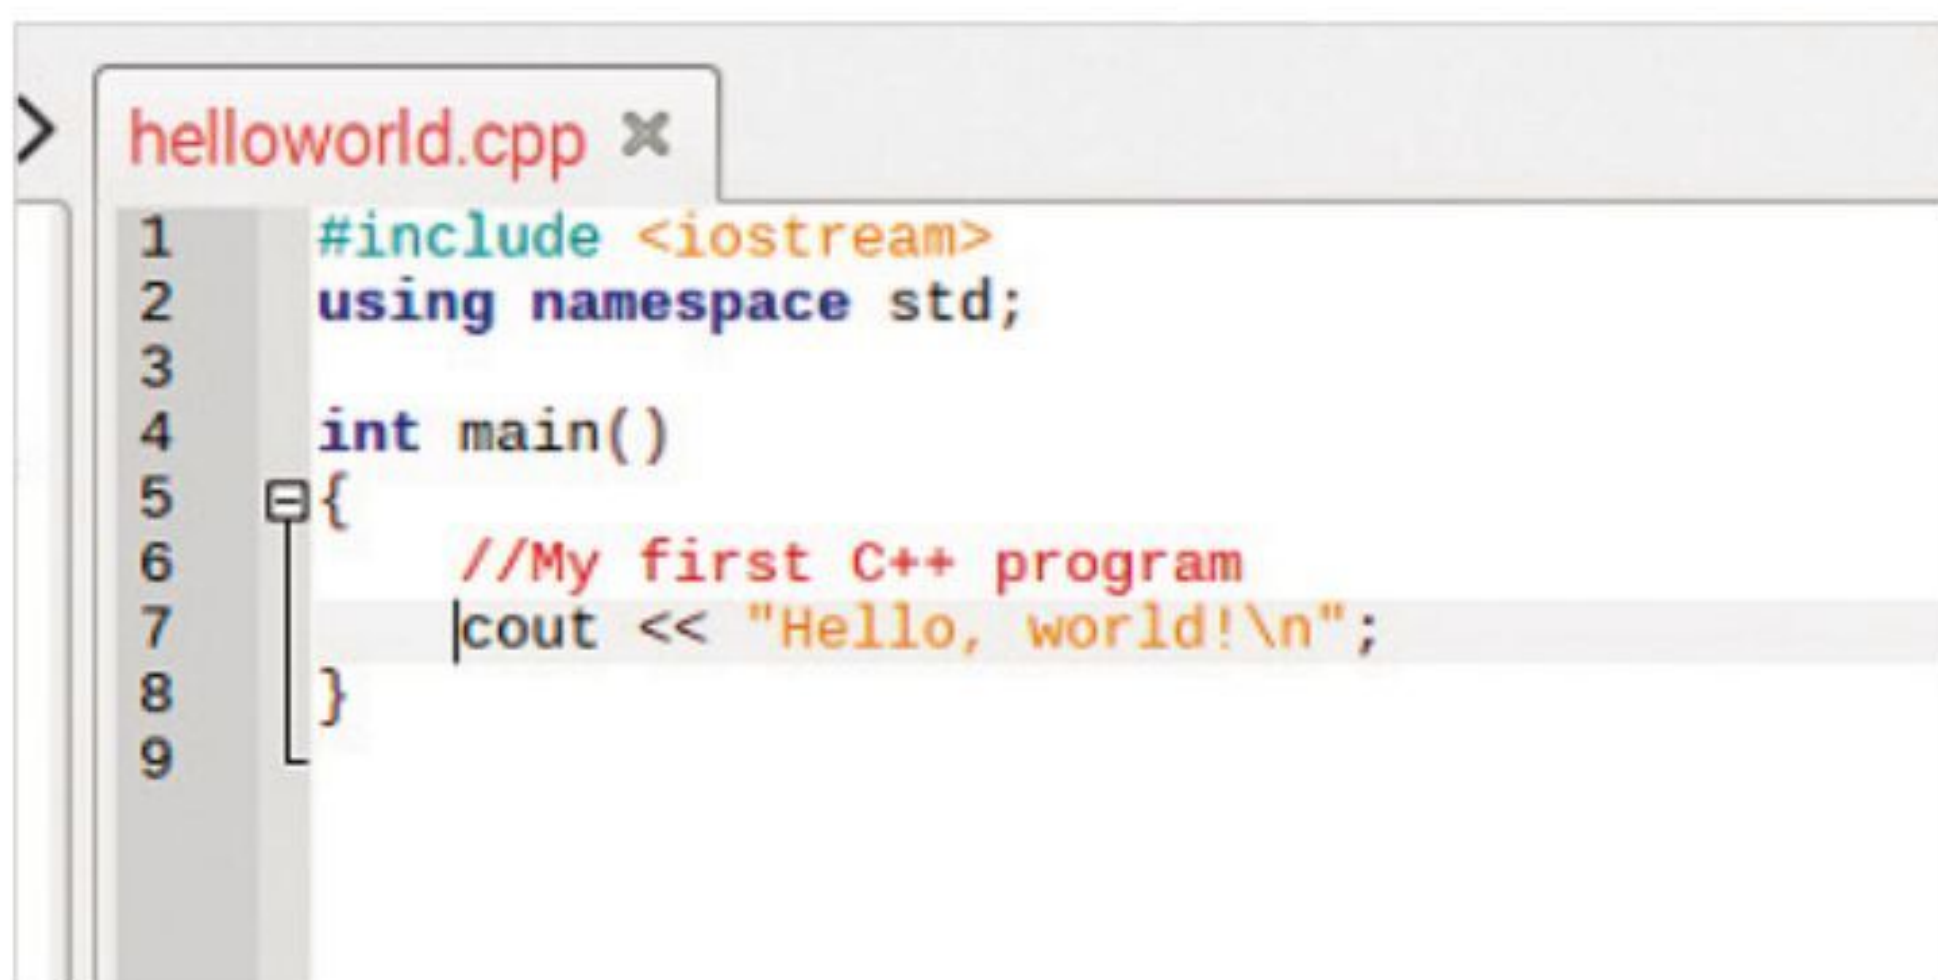 helloworld.cpp
1 #include <iostream>
2 using namespace std;
3
4 int main()
5 {
6 //My first C++ program
7 cout << "Hello, world!\n";
8 }
9